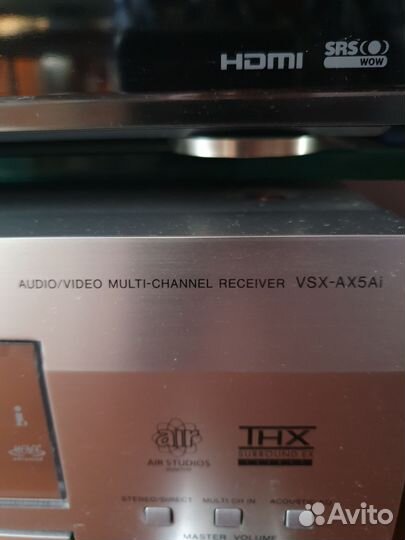 HDMI SRS
WOW
AUDIO/VIDEO MULTI-CHANNEL RECEIVER VSX-AX5Ai
air
AIR STUDIOS
THX
SURROUND EX
STEREO/DIRECT MULTI CH IN
MASTER VOLUME
Avito